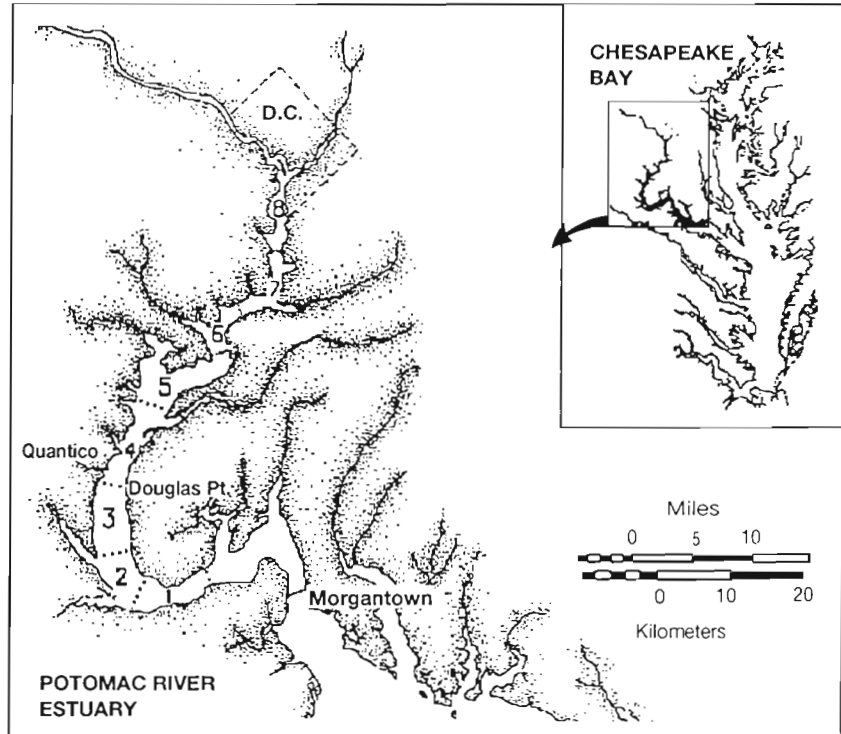 CHESAPEAKE
BAY
D.C.
8
7
6
5
Quantico
4
Douglas Pt.
3
2
1
Morgantown
Miles
0 5 10
0 10 20
Kilometers
POTOMAC RIVER
ESTUARY